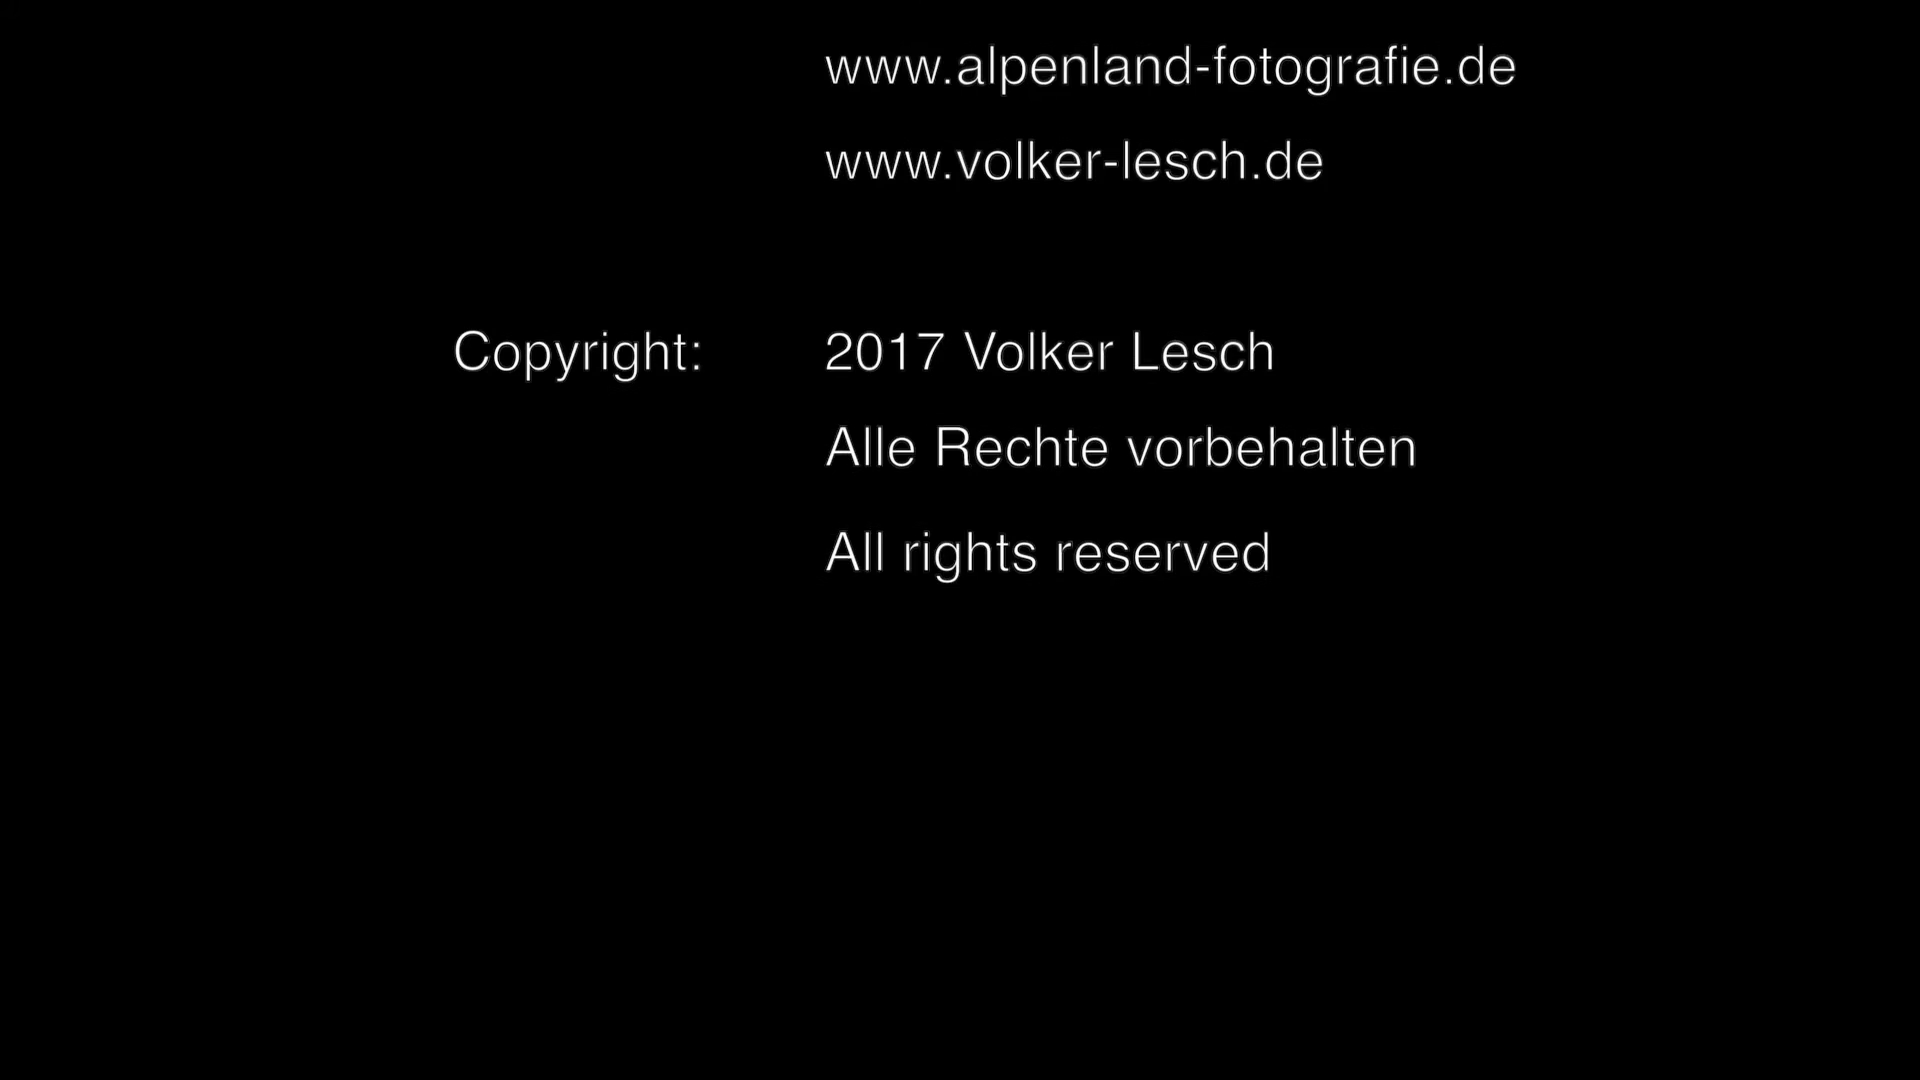 www.alpenland-fotografie.de
www.volker-lesch.de
Copyright: 2017 Volker Lesch
Alle Rechte vorbehalten
All rights reserved